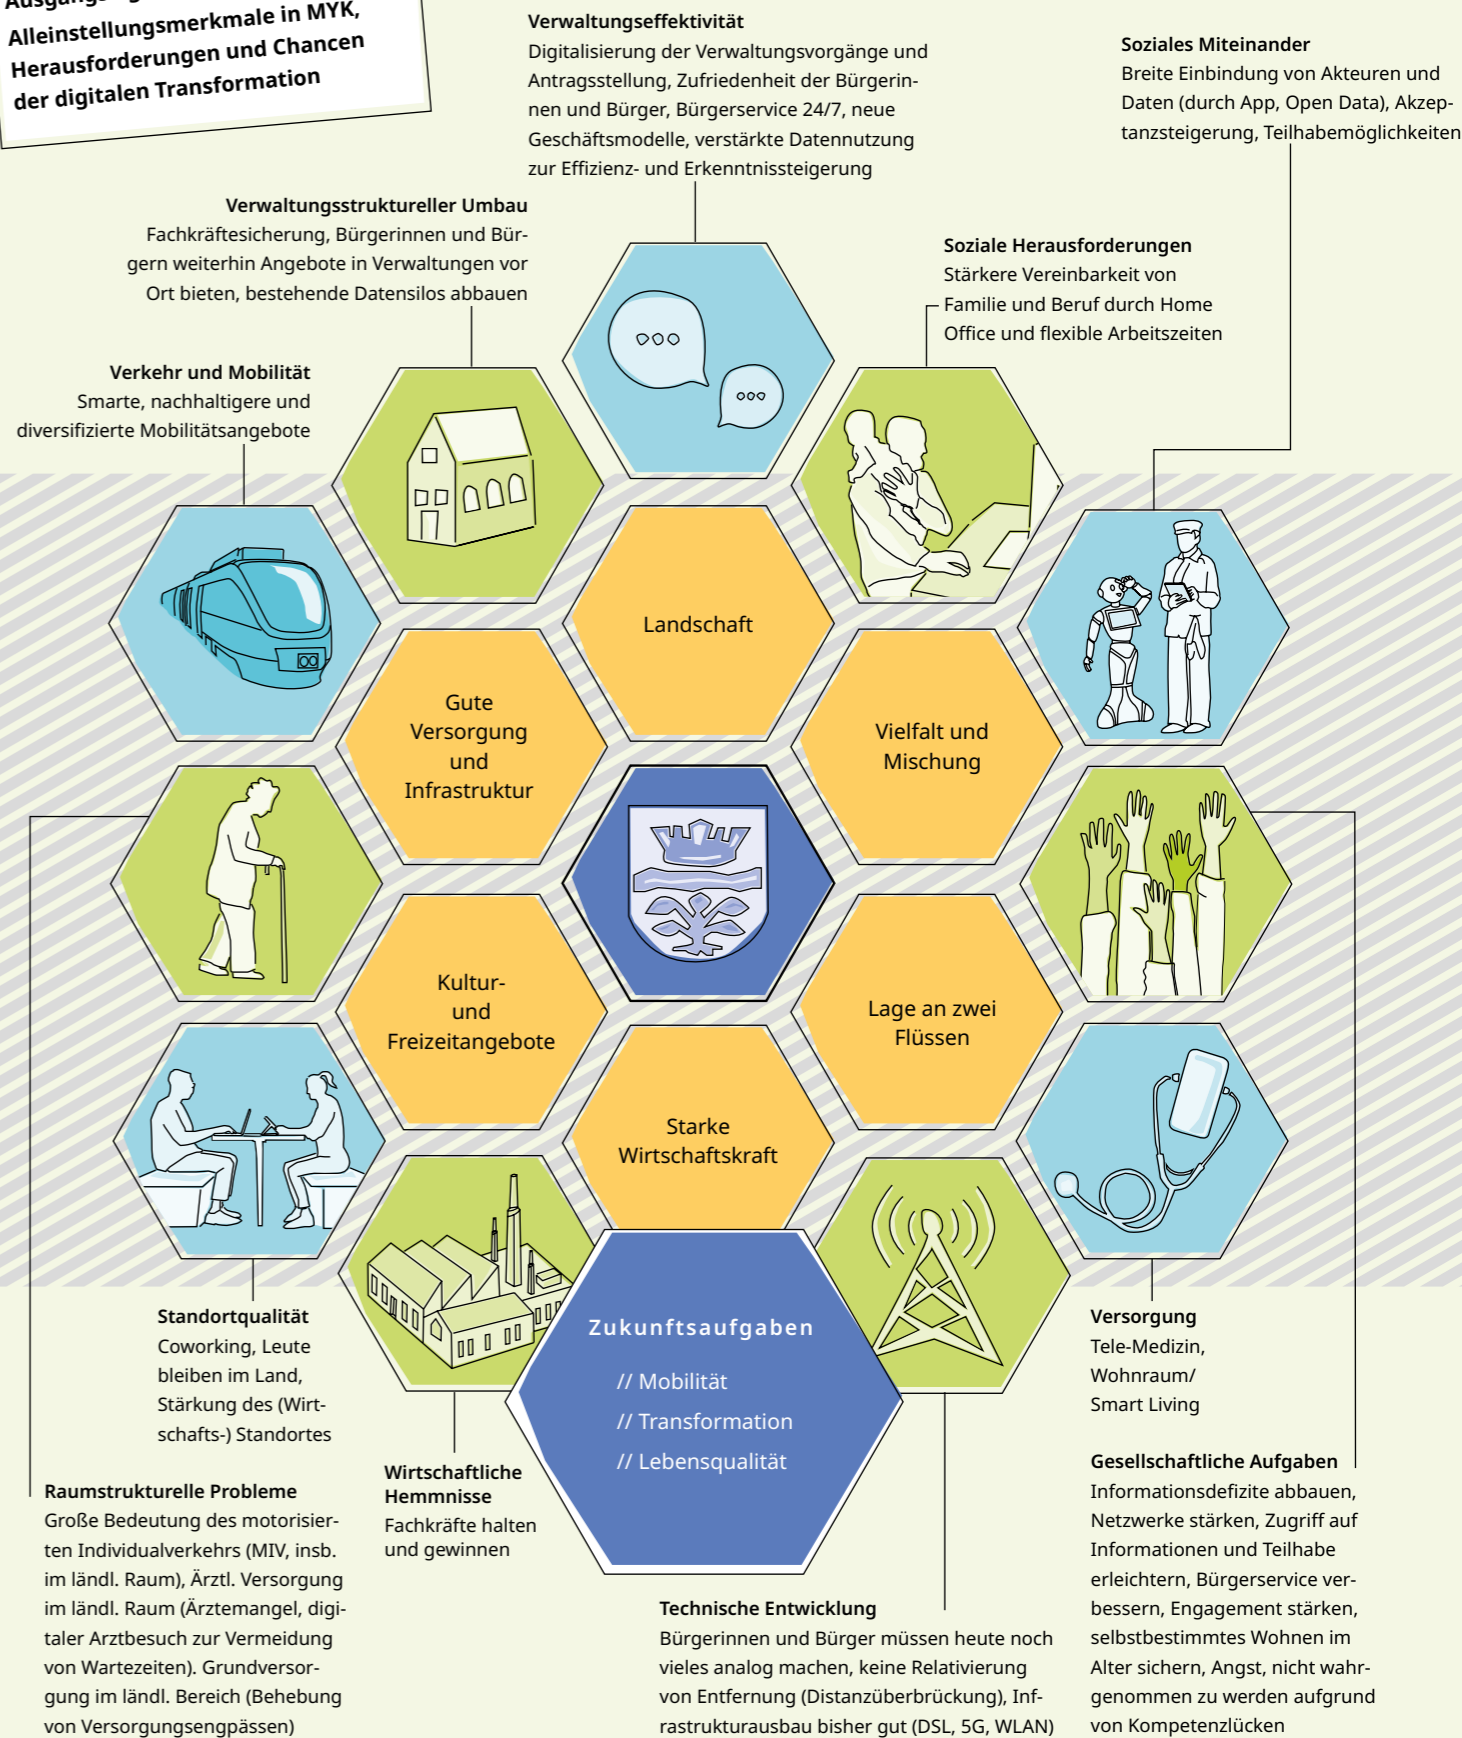 Alleinstellungsmerkmale in MYK,
Herausforderungen und Chancen
der digitalen Transformation
Verwaltungseffektivität
Digitalisierung der Verwaltungsvorgänge und
Antragsstellung, Zufriedenheit der Bürgerin-
nen und Bürger, Bürgerservice 24/7, neue
Geschäftsmodelle, verstärkte Datennutzung
zur Effizienz- und Erkenntnissteigerung
Soziales Miteinander
Breite Einbindung von Akteuren und
Daten (durch App, Open Data), Akzep-
tanzsteigerung, Teilhabemöglichkeiten
Verwaltungsstruktureller Umbau
Fachkräftesicherung, Bürgerinnen und Bür-
gern weiterhin Angebote in Verwaltungen vor
Ort bieten, bestehende Datensilos abbauen
Soziale Herausforderungen
Stärkere Vereinbarkeit von
Familie und Beruf durch Home
Office und flexible Arbeitszeiten
Verkehr und Mobilität
Smarte, nachhaltigere und
diversifizierte Mobilitätsangebote
Landschaft
Gute
Versorgung
und
Infrastruktur
Vielfalt und
Mischung
Kultur-
und
Freizeitangebote
Lage an zwei
Flüssen
Starke
Wirtschaftskraft
Zukunftsaufgaben
// Mobilität
// Transformation
// Lebensqualität
Standortqualität
Coworking, Leute
bleiben im Land,
Stärkung des (Wirt-
schafts-) Standortes
Versorgung
Tele-Medizin,
Wohnraum/
Smart Living
Raumstrukturelle Probleme
Große Bedeutung des motorisier-
ten Individualverkehrs (MIV, insb.
im ländl. Raum), Ärztl. Versorgung
im ländl. Raum (Ärztemangel, digi-
taler Arztbesuch zur Vermeidung
von Wartezeiten). Grundversor-
gung im ländl. Bereich (Behebung
von Versorgungsengpässen)
Wirtschaftliche
Hemmnisse
Fachkräfte halten
und gewinnen
Technische Entwicklung
Bürgerinnen und Bürger müssen heute noch
vieles analog machen, keine Relativierung
von Entfernung (Distanzüberbrückung), Inf-
rastrukturausbau bisher gut (DSL, 5G, WLAN)
Gesellschaftliche Aufgaben
Informationsdefizite abbauen,
Netzwerke stärken, Zugriff auf
Informationen und Teilhabe
erleichtern, Bürgerservice ver-
bessern, Engagement stärken,
selbstbestimmtes Wohnen im
Alter sichern, Angst, nicht wahr-
genommen zu werden aufgrund
von Kompetenzlücken